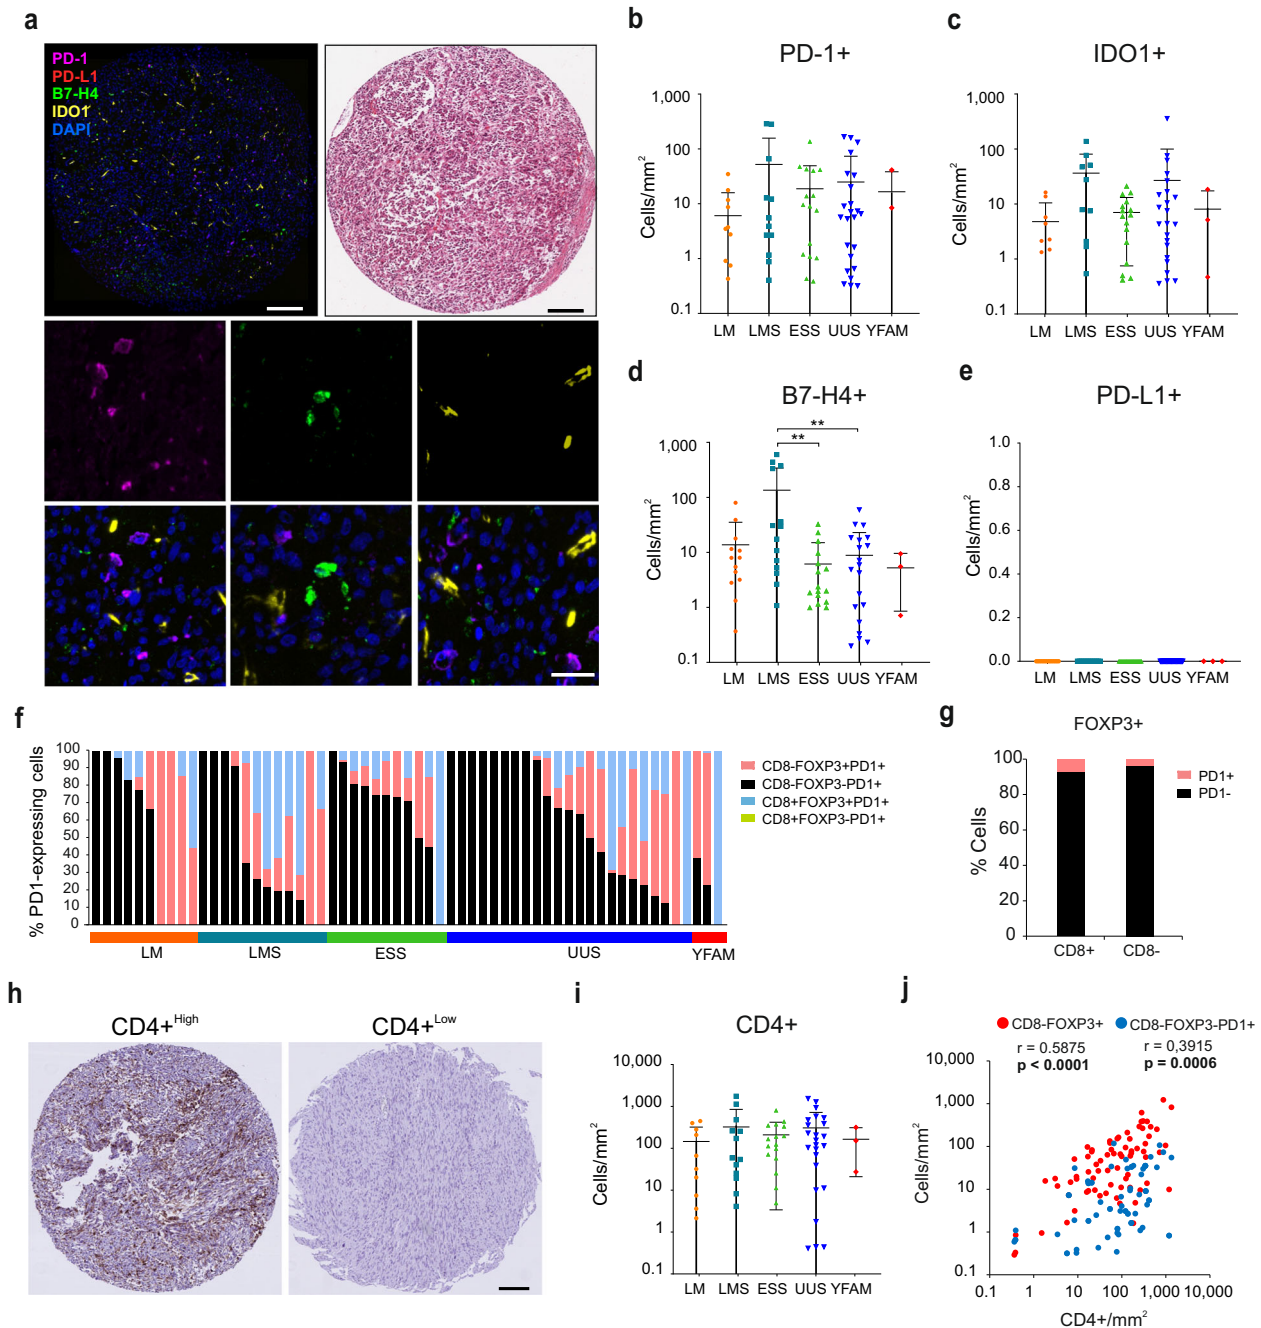 a
PD-1
PD-L1
B7-H4
IDO1
DAPI
b
PD-1+
Cells/mm²
1,000
100
10
1
0.1
LM LMS ESS UUS YFAM
c
IDO1+
Cells/mm²
1,000
100
10
1
0.1
LM LMS ESS UUS YFAM
d
B7-H4+
**
**
Cells/mm²
1,000
100
10
1
0.1
LM LMS ESS UUS YFAM
e
PD-L1+
Cells/mm²
1.0
0.8
0.6
0.4
0.2
0.0
LM LMS ESS UUS YFAM
f
% PD1-expressing cells
100
90
80
70
60
50
40
30
20
10
0
LM LMS ESS UUS YFAM
CD8-FOXP3+PD1+
CD8-FOXP3-PD1+
CD8+FOXP3+PD1+
CD8+FOXP3-PD1+
g
FOXP3+
% Cells
100
80
60
40
20
0
CD8+ CD8-
PD1+
PD1-
h
CD4+High
CD4+Low
i
CD4+
Cells/mm²
10,000
1,000
100
10
1
0.1
LM LMS ESS UUS YFAM
j
CD8-FOXP3+ CD8-FOXP3-PD1+
r = 0.5875 r = 0,3915
p < 0.0001 p = 0.0006
Cells/mm²
10,000
1,000
100
10
1
0.1
0.1 1 10 100 1,000 10,000
CD4+/mm²